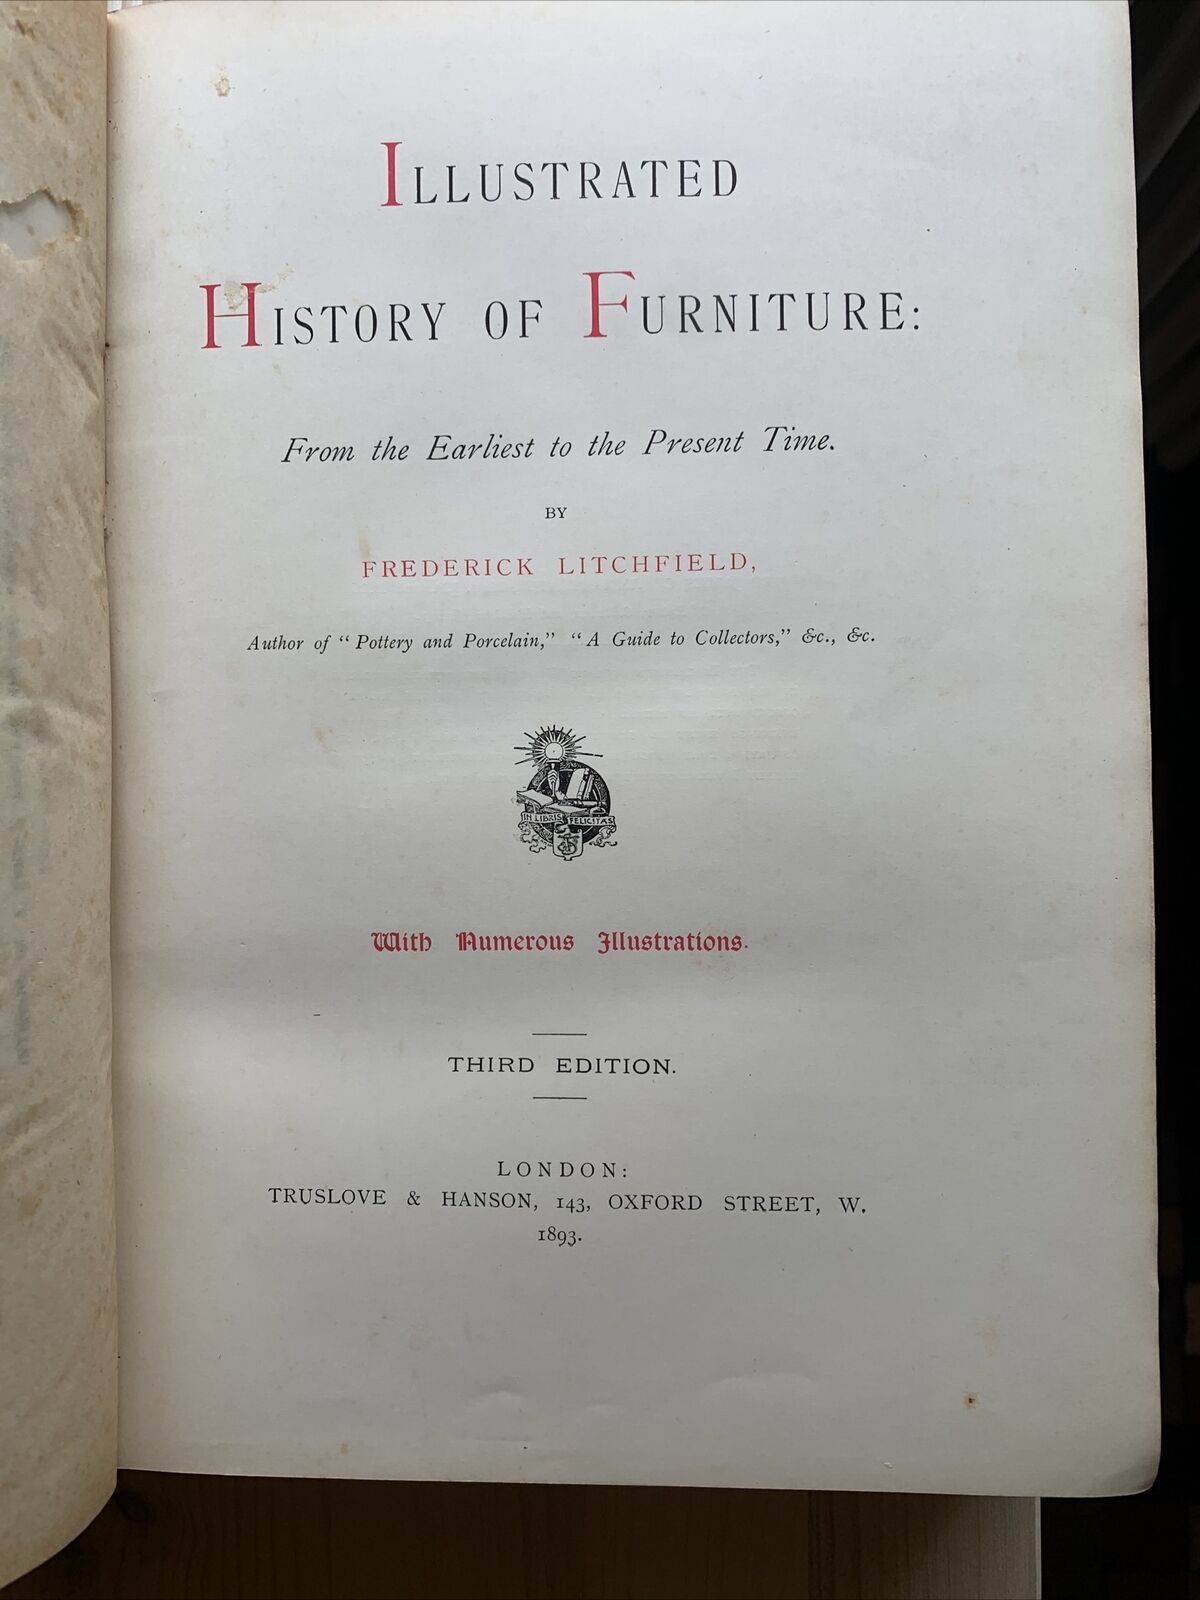 ILLUSTRATED
HISTORY OF FURNITURE:
From the Earliest to the Present Time.
BY
FREDERICK LITCHFIELD,
Author of "Pottery and Porcelain," "A Guide to Collectors," &c., &c.
IN LIBRIS FELICITAS
With Numerous Illustrations.
THIRD EDITION.
LONDON:
TRUSLOVE & HANSON, 143, OXFORD STREET, W.
1893.